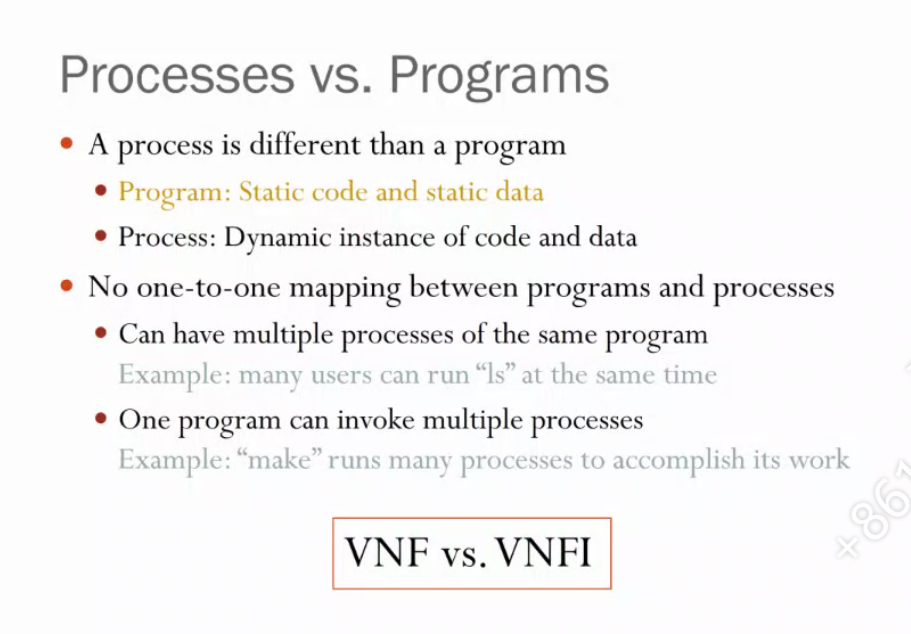 Processes vs. Programs
• A process is different than a program
• Program: Static code and static data
• Process: Dynamic instance of code and data
• No one-to-one mapping between programs and processes
• Can have multiple processes of the same program
Example: many users can run “ls” at the same time
• One program can invoke multiple processes
Example: “make” runs many processes to accomplish its work
VNF vs. VNFI
+861